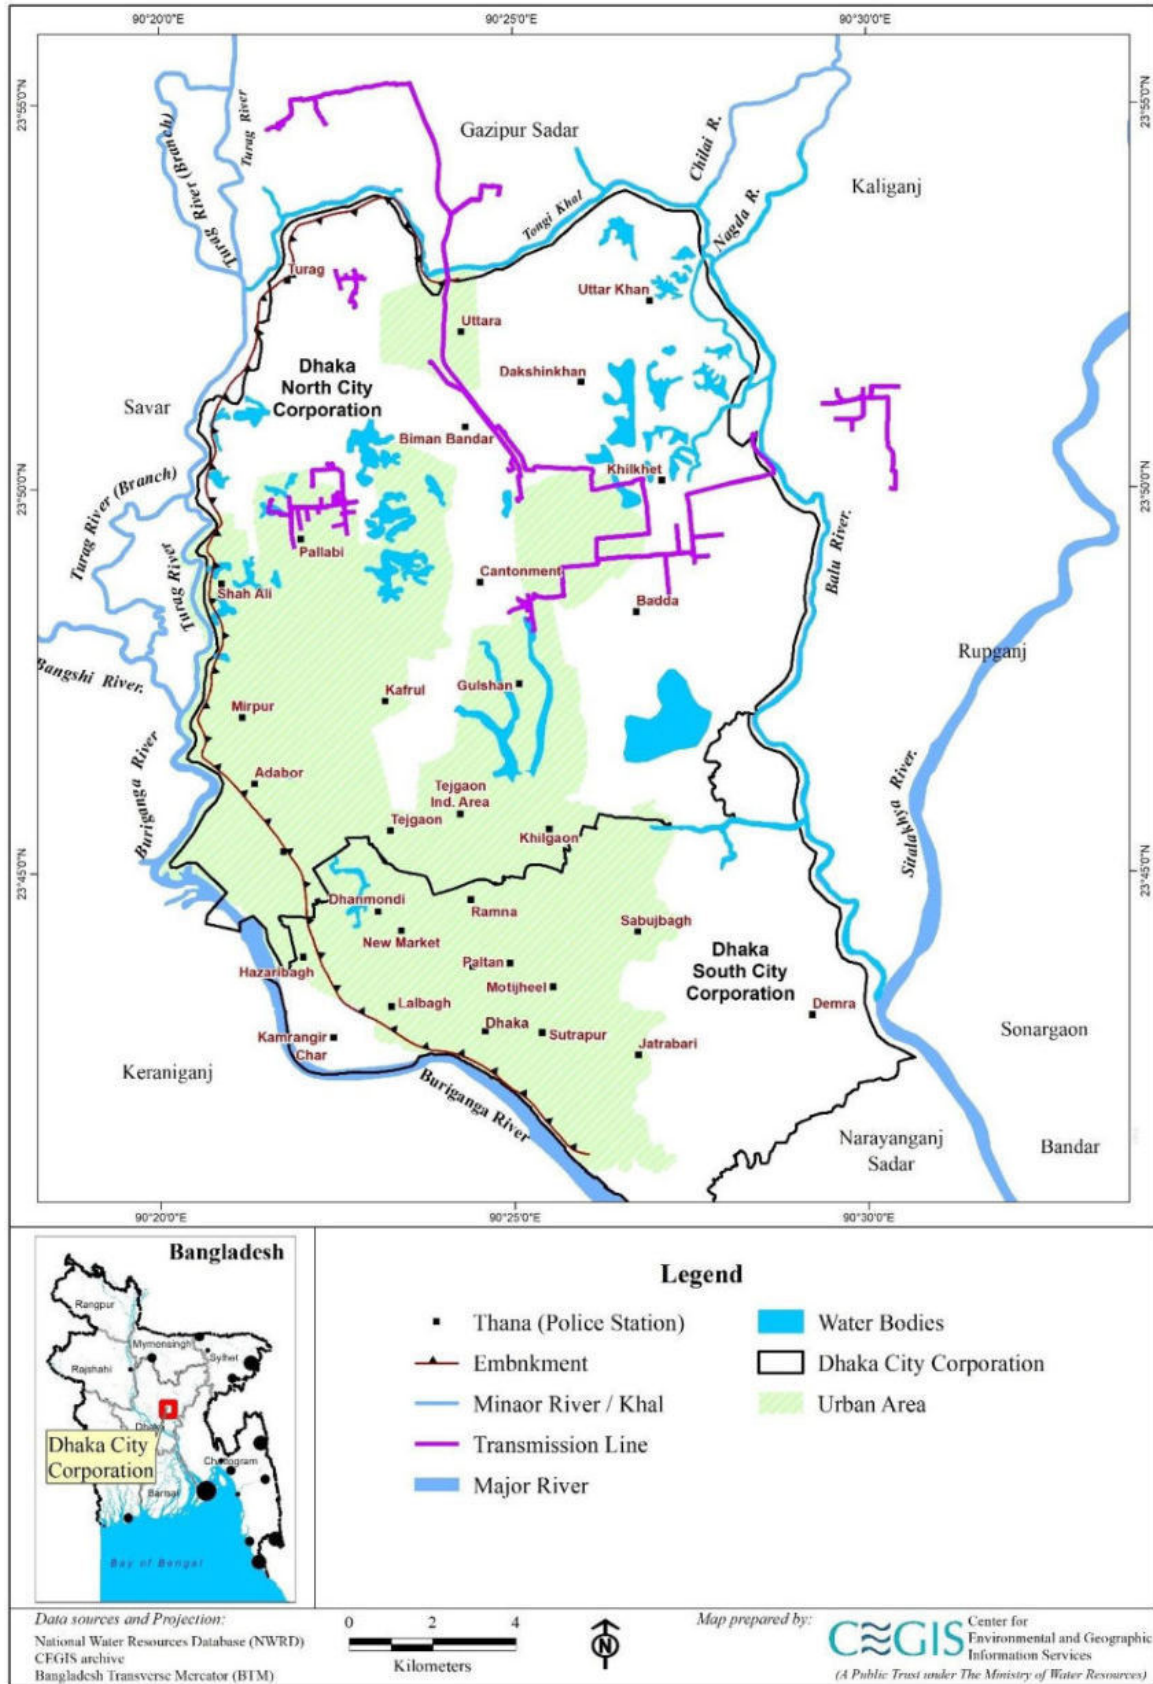 90°20'0"E
90°25'0"E
90°30'0"E
23°55'0"N
23°55'0"N
Turag River (Branch)
Turag River
Gazipur Sadar
Chilai R.
Kaliganj
Nagda R.
Tongi Khal
Turag
Uttar Khan
Uttara
Dhaka
North City
Corporation
Dakshinkhan
Savar
Biman Bandar
Khilkhet
23°50'0"N
23°50'0"N
Turag River (Branch)
Turag River
Pallabi
Balu River.
Shah Ali
Cantonment
Badda
Rupganj
Bangshi River.
Gulshan
Kafrul
Mirpur
Buriganga River
Adabor
Tejgaon
Ind. Area
Sitalakhya River.
Tejgaon
Khilgaon
23°45'0"N
23°45'0"N
Dhanmondi
Ramna
Sabujbagh
New Market
Dhaka
South City
Corporation
Hazaribagh
Paltan
Motijheel
Lalbagh
Demra
Dhaka
Sutrapur
Sonargaon
Kamrangir
Char
Jatrabari
Keraniganj
Buriganga River
Narayanganj
Sadar
Bandar
90°20'0"E
90°25'0"E
90°30'0"E
Bangladesh
Rangpur
Mymensingh
Rajshahi
Sylhet
Dhaka
Dhaka City
Corporation
Chattogram
Barisal
Bay of Bengal
Legend
Thana (Police Station)
Embnkment
Minaor River / Khal
Transmission Line
Major River
Water Bodies
Dhaka City Corporation
Urban Area
Data sources and Projection:
National Water Resources Database (NWRD)
CEGIS archive
Bangladesh Transverse Mercator (BTM)
0 2 4
Kilometers
N
Map prepared by:
CEGIS
Center for
Environmental and Geographic
Information Services
(A Public Trust under The Ministry of Water Resources)